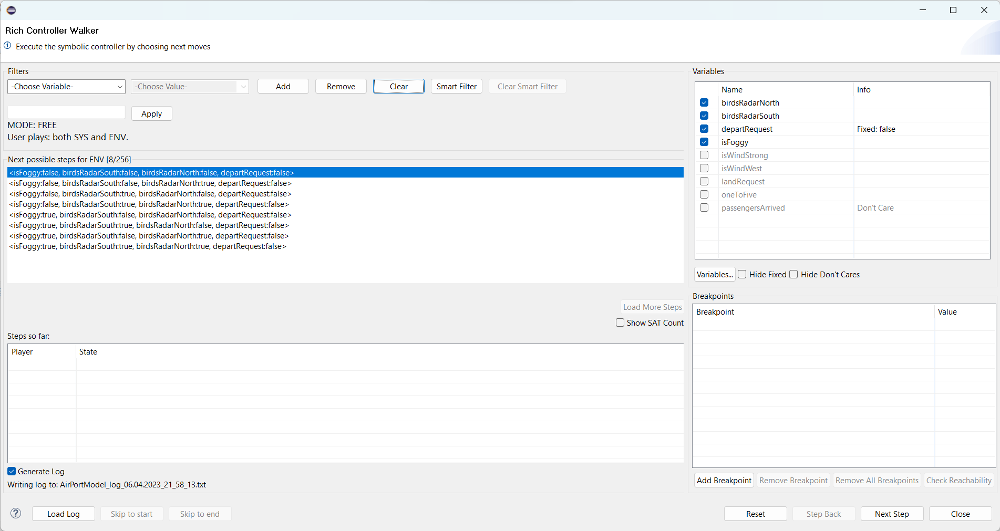 Rich Controller Walker
Execute the symbolic controller by choosing next moves
Filters
-Choose Variable-
-Choose Value-
Add
Remove
Clear
Smart Filter
Clear Smart Filter
Apply
MODE: FREE
User plays: both SYS and ENV.
Next possible steps for ENV [8/256]
<isFoggy:false, birdsRadarSouth:false, birdsRadarNorth:false, departRequest:false>
<isFoggy:false, birdsRadarSouth:false, birdsRadarNorth:true, departRequest:false>
<isFoggy:false, birdsRadarSouth:true, birdsRadarNorth:false, departRequest:false>
<isFoggy:false, birdsRadarSouth:true, birdsRadarNorth:true, departRequest:false>
<isFoggy:true, birdsRadarSouth:false, birdsRadarNorth:false, departRequest:false>
<isFoggy:true, birdsRadarSouth:true, birdsRadarNorth:false, departRequest:false>
<isFoggy:true, birdsRadarSouth:false, birdsRadarNorth:true, departRequest:false>
<isFoggy:true, birdsRadarSouth:true, birdsRadarNorth:true, departRequest:false>
Load More Steps
Show SAT Count
Steps so far:
Player State
Generate Log
Writing log to: AirPortModel_log_06.04.2023_21_58_13.txt
Variables
Name Info
birdsRadarNorth
birdsRadarSouth
departRequest Fixed: false
isFoggy
isWindStrong
isWindWest
landRequest
oneToFive
passengersArrived Don't Care
Variables...
Hide Fixed
Hide Don't Cares
Breakpoints
Breakpoint Value
Add Breakpoint
Remove Breakpoint
Remove All Breakpoints
Check Reachability
?
Load Log
Skip to start
Skip to end
Reset
Step Back
Next Step
Close